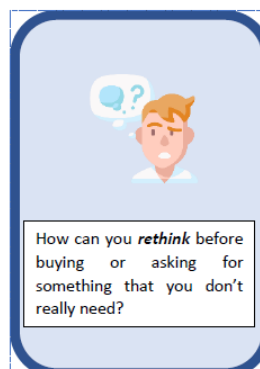 ?
How can you rethink before
buying or asking for
something that you don't
really need?